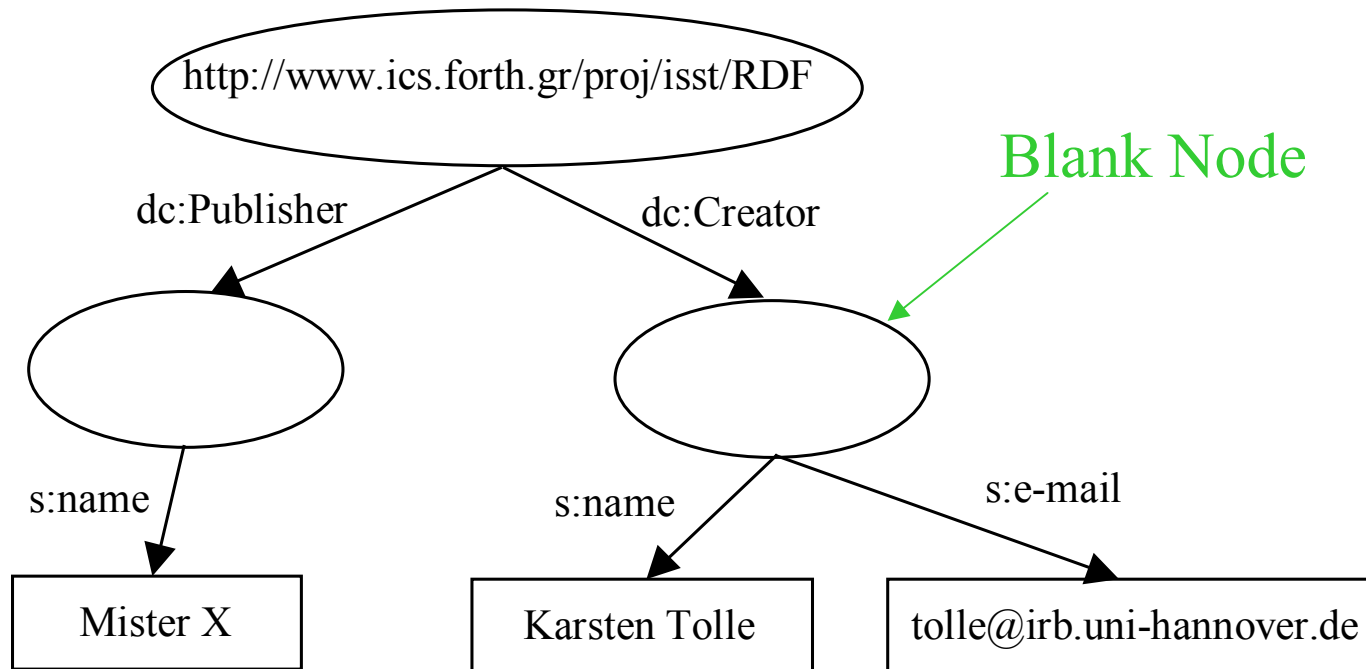 http://www.ics.forth.gr/proj/isst/RDF
Blank Node
dc:Publisher
dc:Creator
s:name
s:name
s:e-mail
Mister X
Karsten Tolle
tolle@irb.uni-hannover.de